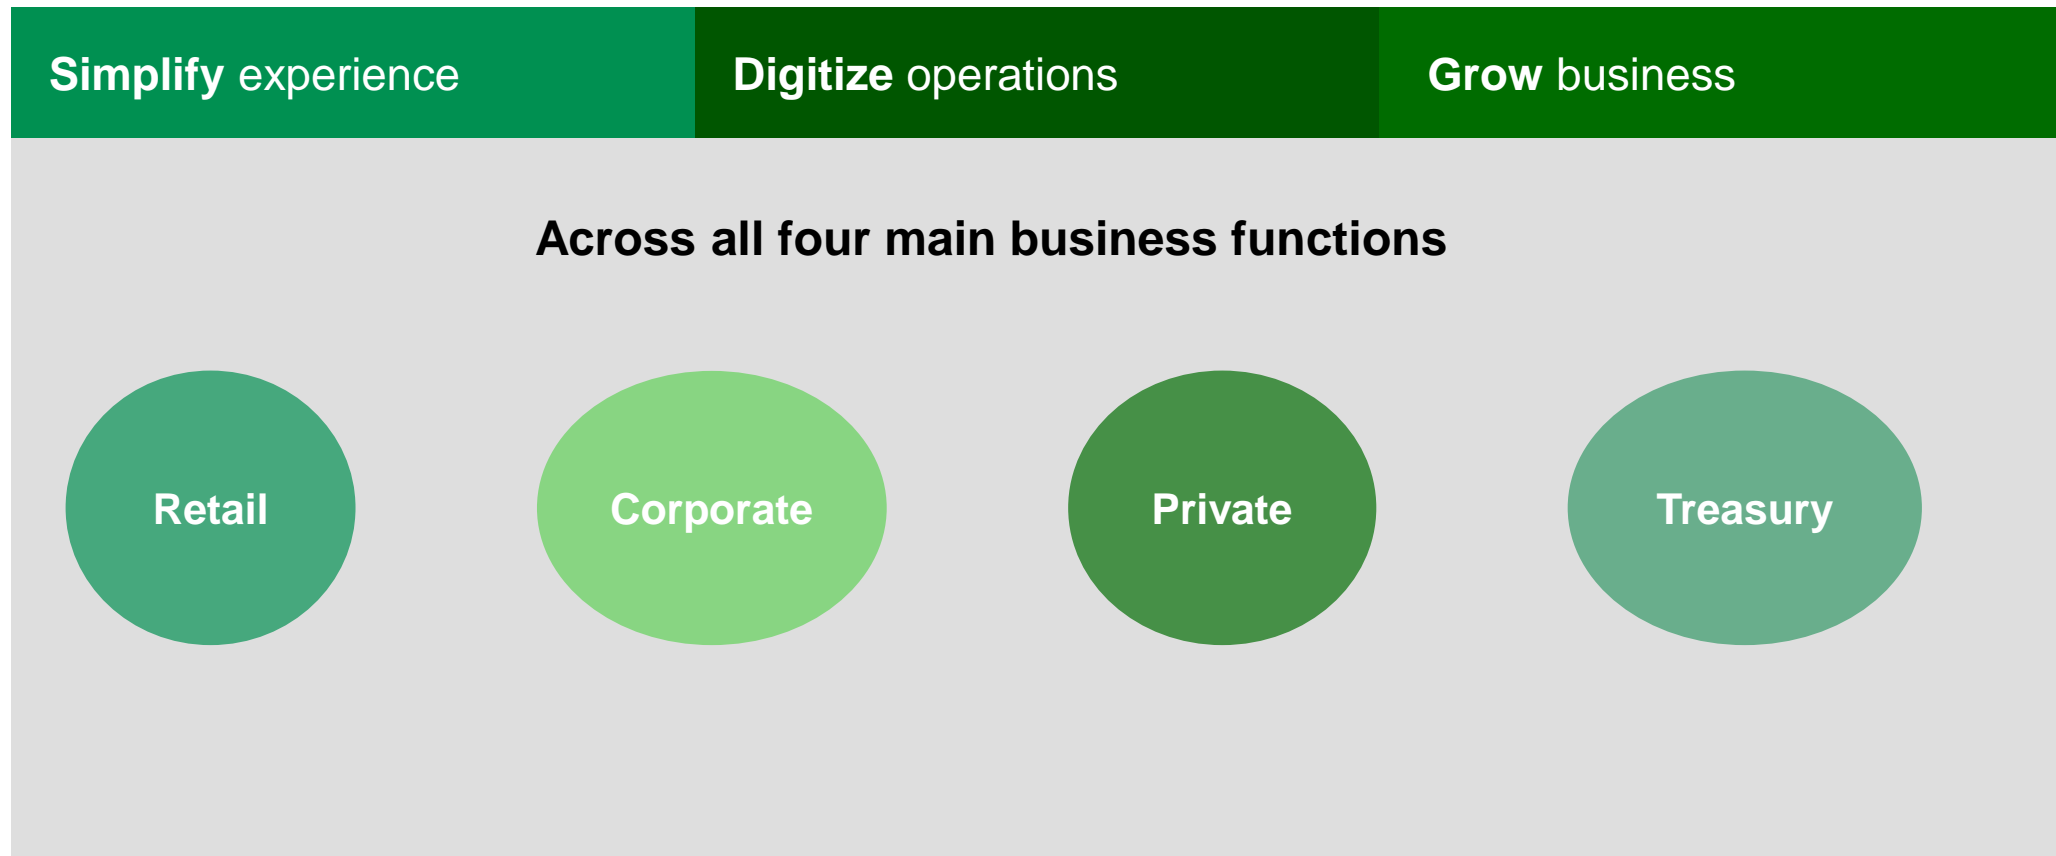 Simplify experience
Digitize operations
Grow business
Across all four main business functions
Retail
Corporate
Private
Treasury